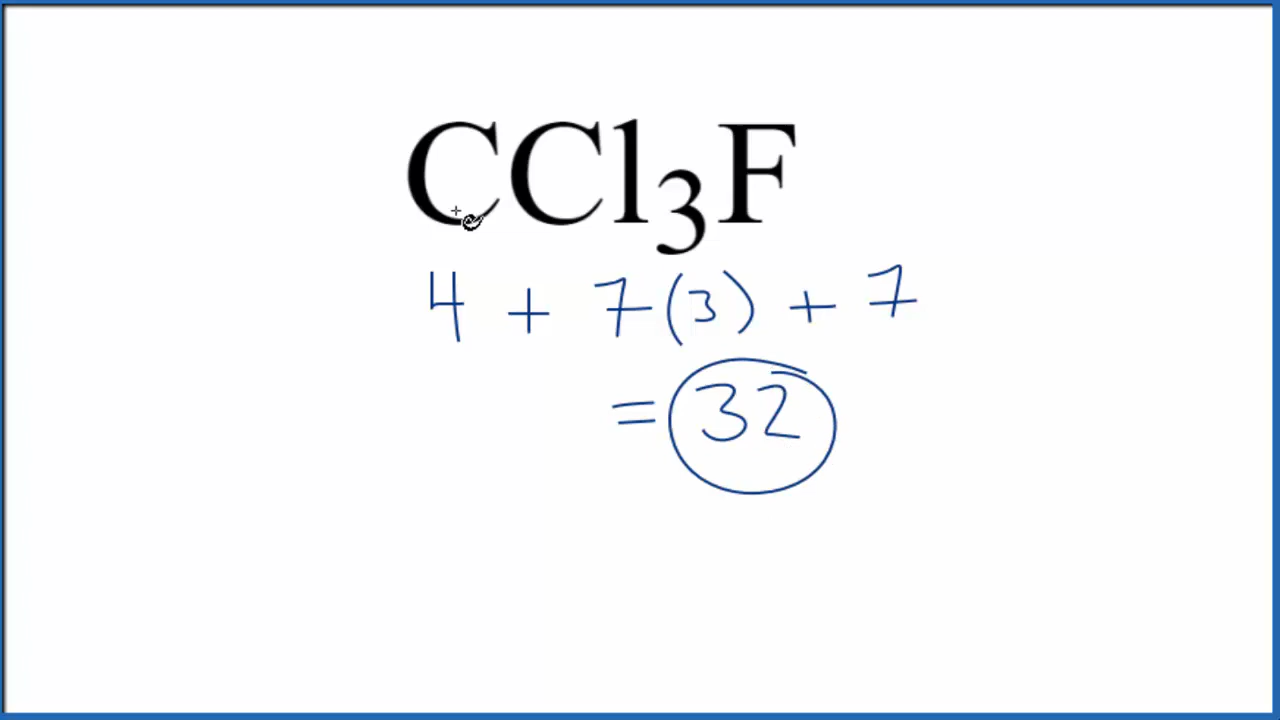 CCl₃F
4 + 7(3) + 7
= 32